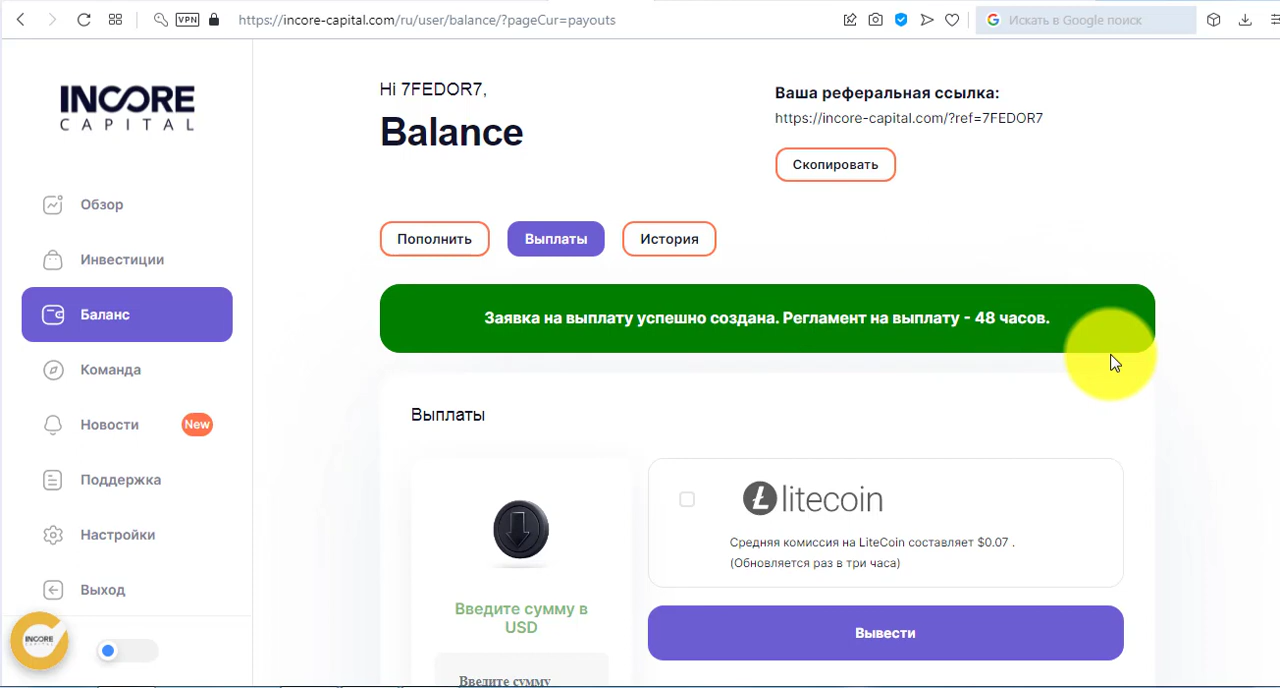 VPN
https://incore-capital.com/ru/user/balance/?pageCur=payouts
Искать в Google поиск
INCORE
CAPITAL
Hi 7FEDOR7,
Balance
Ваша реферальная ссылка:
https://incore-capital.com/?ref=7FEDOR7
Скопировать
Обзор
Инвестиции
Баланс
Команда
Новости
New
Поддержка
Настройки
Выход
INCORE
CAPITAL
Пополнить
Выплаты
История
Заявка на выплату успешно создана. Регламент на выплату - 48 часов.
Выплаты
Введите сумму в
USD
Введите сумму
litecoin
Средняя комиссия на LiteCoin составляет $0.07 .
(Обновляется раз в три часа)
Вывести